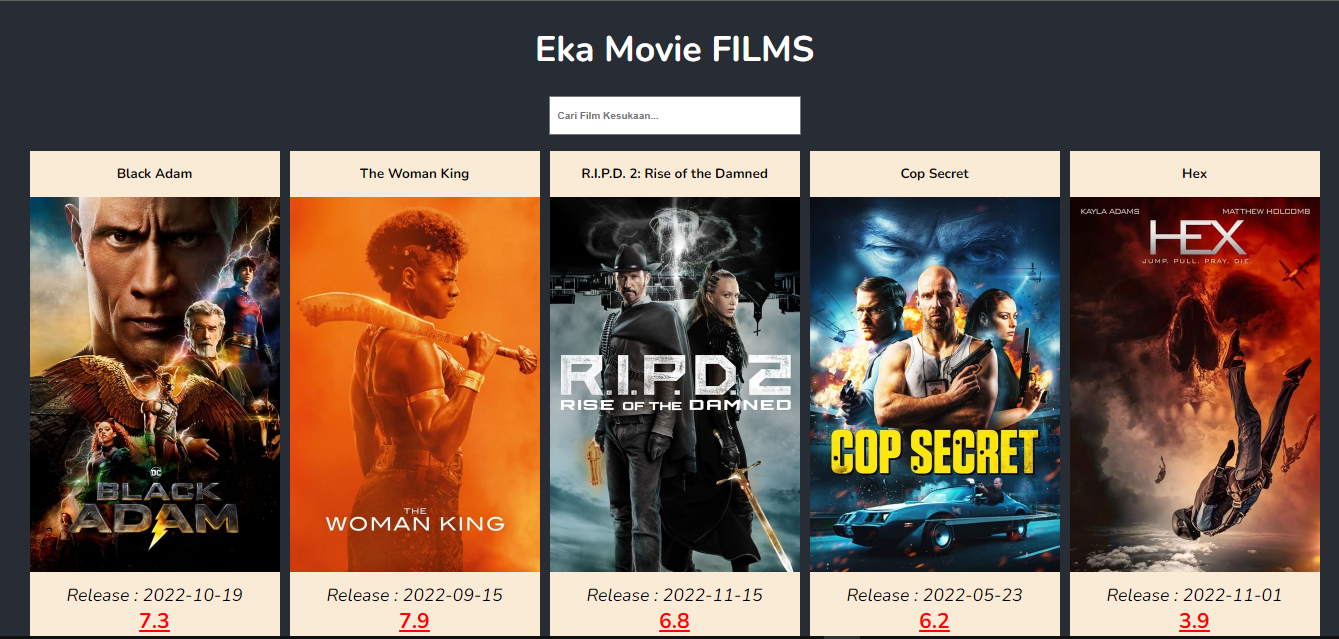 Eka Movie FILMS
Cari Film Kesukaan...
Black Adam
The Woman King
R.I.P.D. 2: Rise of the Damned
Cop Secret
Hex
DC
BLACK
ADAM
THE
WOMAN KING
R.I.P.D.2
RISE OF THE DAMNED
COP SECRET
KAYLA ADAMS
MATTHEW HOLCOMB
HEX
JUMP. PULL. PRAY. DIE.
Release : 2022-10-19
7.3
Release : 2022-09-15
7.9
Release : 2022-11-15
6.8
Release : 2022-05-23
6.2
Release : 2022-11-01
3.9